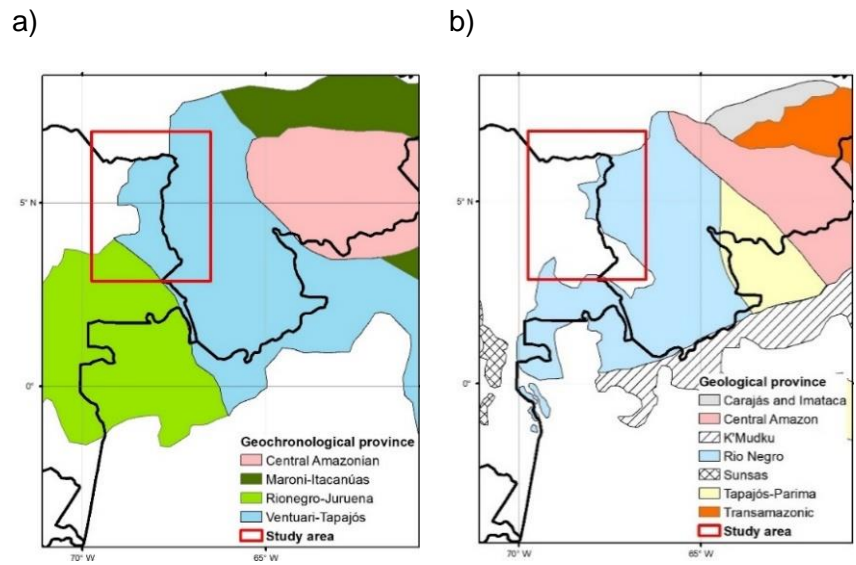 a)
5° N
0°
70° W
65° W
Geochronological province
Central Amazonian
Maroni-Itacanúas
Rionegro-Juruena
Ventuari-Tapajós
Study area
b)
5° N
0°
70° W
65° W
Geological province
Carajás and Imataca
Central Amazon
K'Mudku
Rio Negro
Sunsas
Tapajós-Parima
Transamazonic
Study area